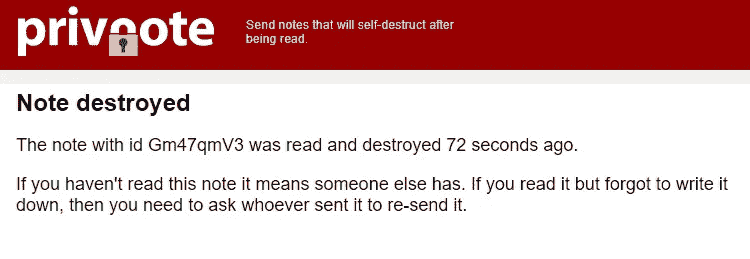 privnote
Send notes that will self-destruct after
being read.
Note destroyed
The note with id Gm47qmV3 was read and destroyed 72 seconds ago.
If you haven't read this note it means someone else has. If you read it but forgot to write it
down, then you need to ask whoever sent it to re-send it.